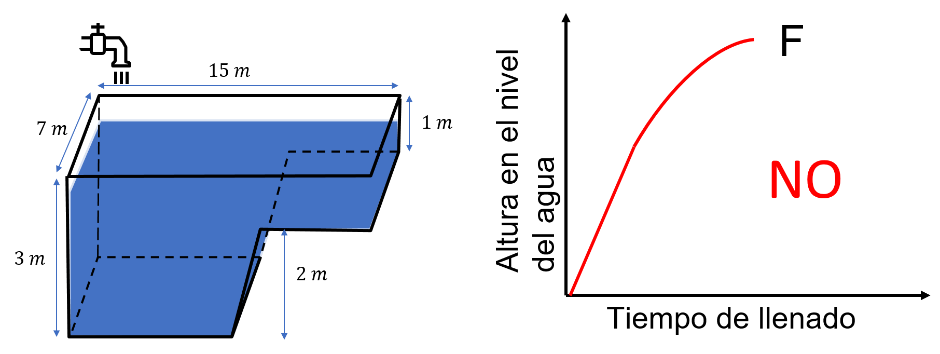 15 m
7 m
1 m
3 m
2 m
F
NO
Altura en el nivel
del agua
Tiempo de llenado